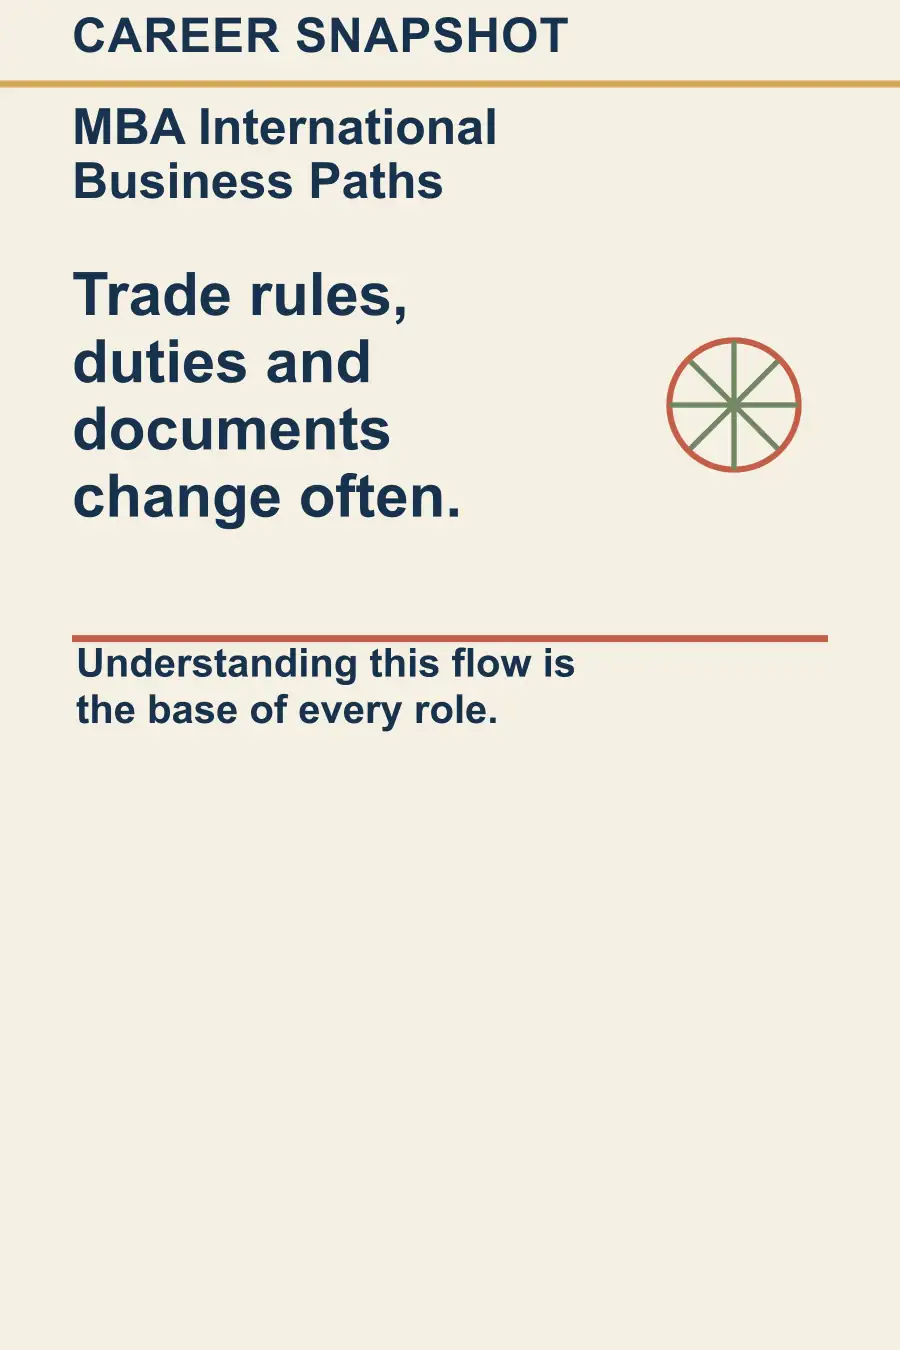 CAREER SNAPSHOT
MBA International
Business Paths
Trade rules,
duties and
documents
change often.
Understanding this flow is
the base of every role.